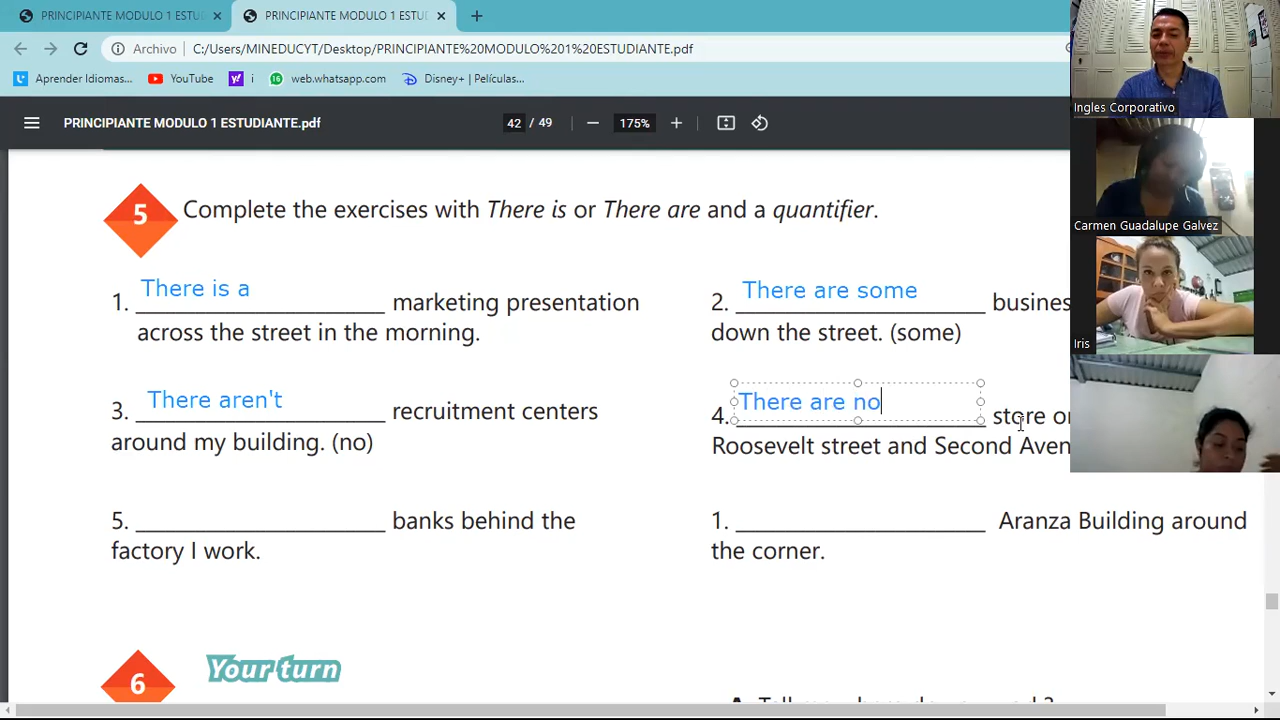 PRINCIPIANTE MODULO 1 ESTUD
PRINCIPIANTE MODULO 1 ESTUD
Archivo
C:/Users/MINEDUCYT/Desktop/PRINCIPIANTE%20MODULO%201%20ESTUDIANTE.pdf
Aprender Idiomas...
YouTube
i
web.whatsapp.com
Disney+ | Películas...
PRINCIPIANTE MODULO 1 ESTUDIANTE.pdf
42 / 49
175%
5 Complete the exercises with There is or There are and a quantifier.
1. There is a marketing presentation
across the street in the morning.
2. There are some busines
down the street. (some)
3. There aren't recruitment centers
around my building. (no)
4. There are no store or
Roosevelt street and Second Aven
5. ______ banks behind the
factory I work.
1. ______ Aranza Building around
the corner.
6 Your turn
Ingles Corporativo
Carmen Guadalupe Galvez
Iris